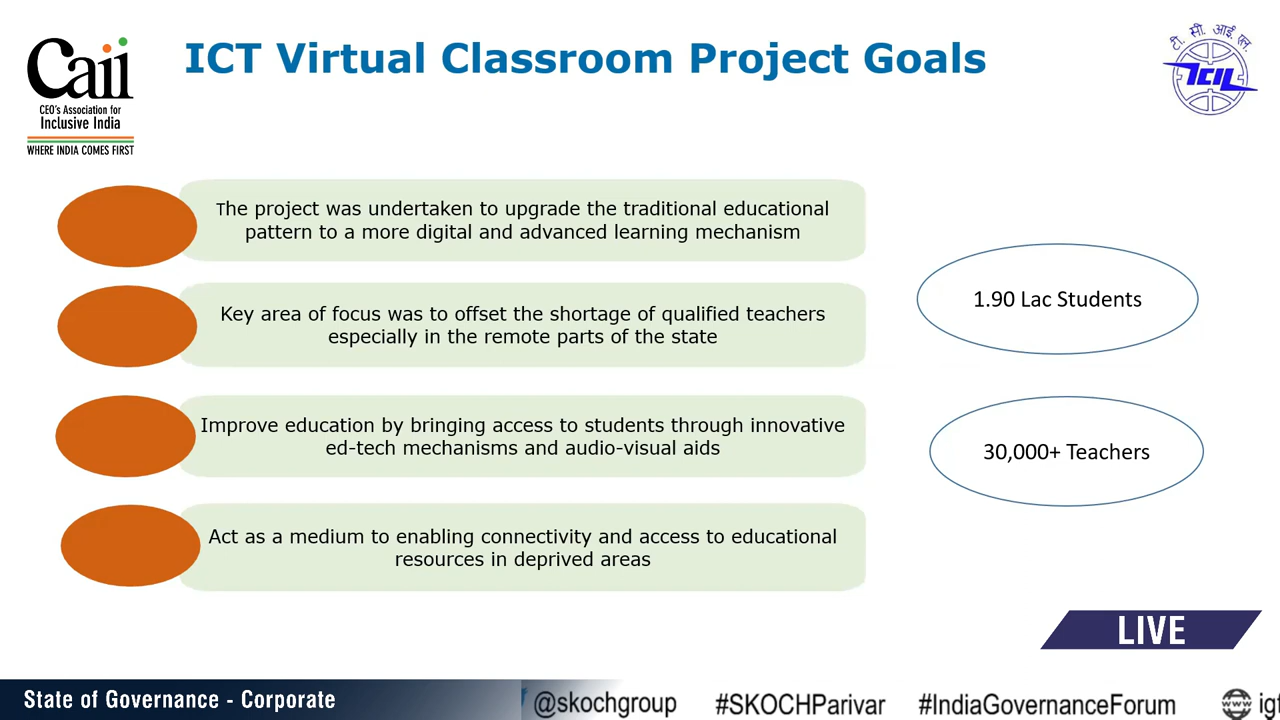 Caii
CEO's Association for
Inclusive India
WHERE INDIA COMES FIRST
ICT Virtual Classroom Project Goals
टी. सी. आई. एल.
TCIL
The project was undertaken to upgrade the traditional educational
pattern to a more digital and advanced learning mechanism
Key area of focus was to offset the shortage of qualified teachers
especially in the remote parts of the state
Improve education by bringing access to students through innovative
ed-tech mechanisms and audio-visual aids
Act as a medium to enabling connectivity and access to educational
resources in deprived areas
1.90 Lac Students
30,000+ Teachers
LIVE
State of Governance - Corporate
@skochgroup #SKOCHParivar #IndiaGovernanceForum